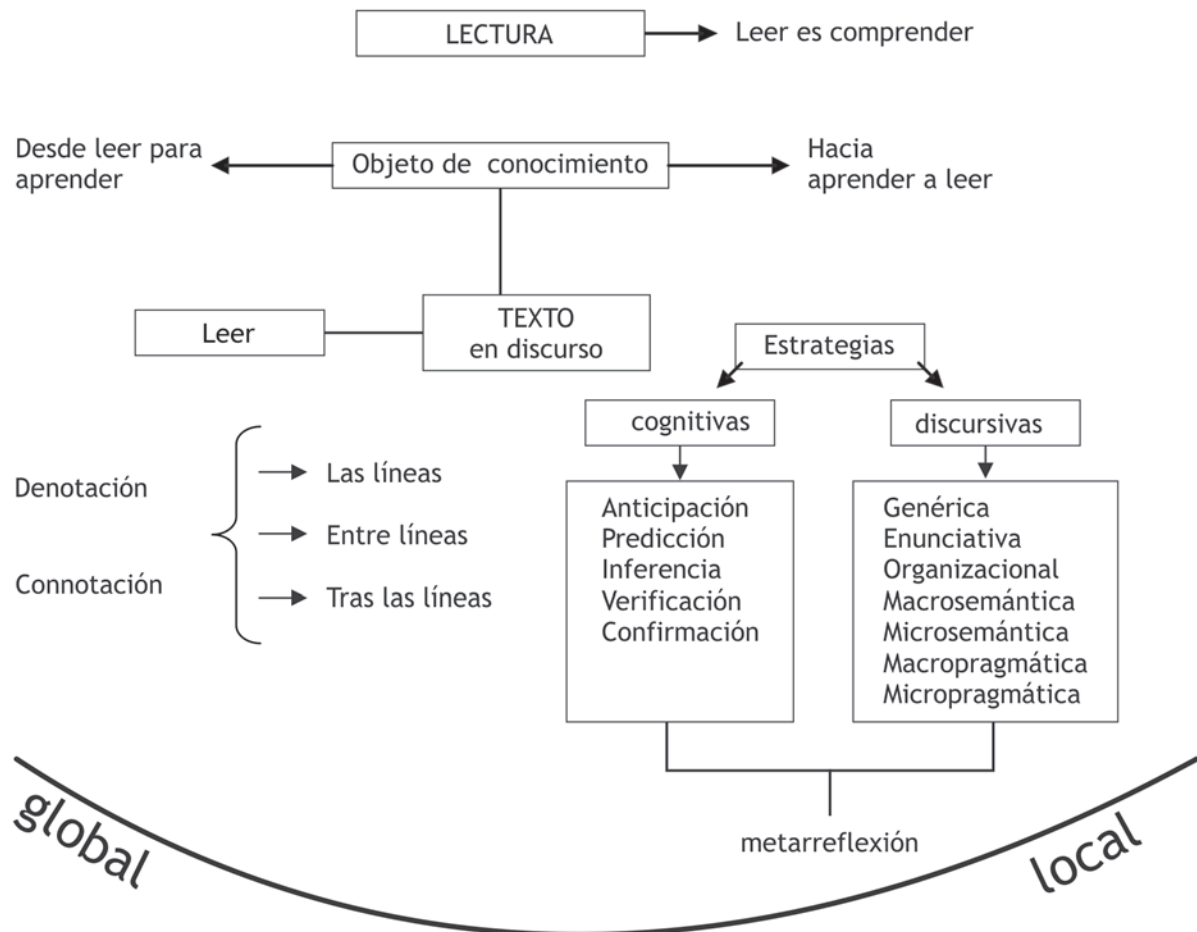 LECTURA
Leer es comprender
Desde leer para
aprender
Objeto de conocimiento
Hacia
aprender a leer
Leer
TEXTO
en discurso
Estrategias
cognitivas
discursivas
Denotación
Connotación
Las líneas
Entre líneas
Tras las líneas
Anticipación
Predicción
Inferencia
Verificación
Confirmación
Genérica
Enunciativa
Organizacional
Macrosemántica
Microsemántica
Macropragmática
Micropragmática
metarreflexión
global
local